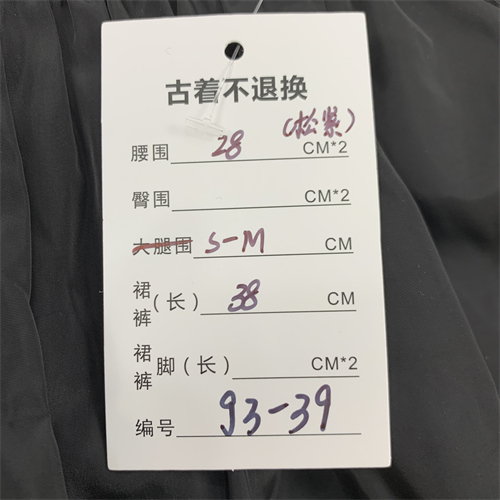 古着不退换
腰围 28 (松紧) CM*2
臀围 CM*2
大腿围 S-M CM
裙裤(长) 38 CM
裙裤脚(长) CM*2
编号 93-39